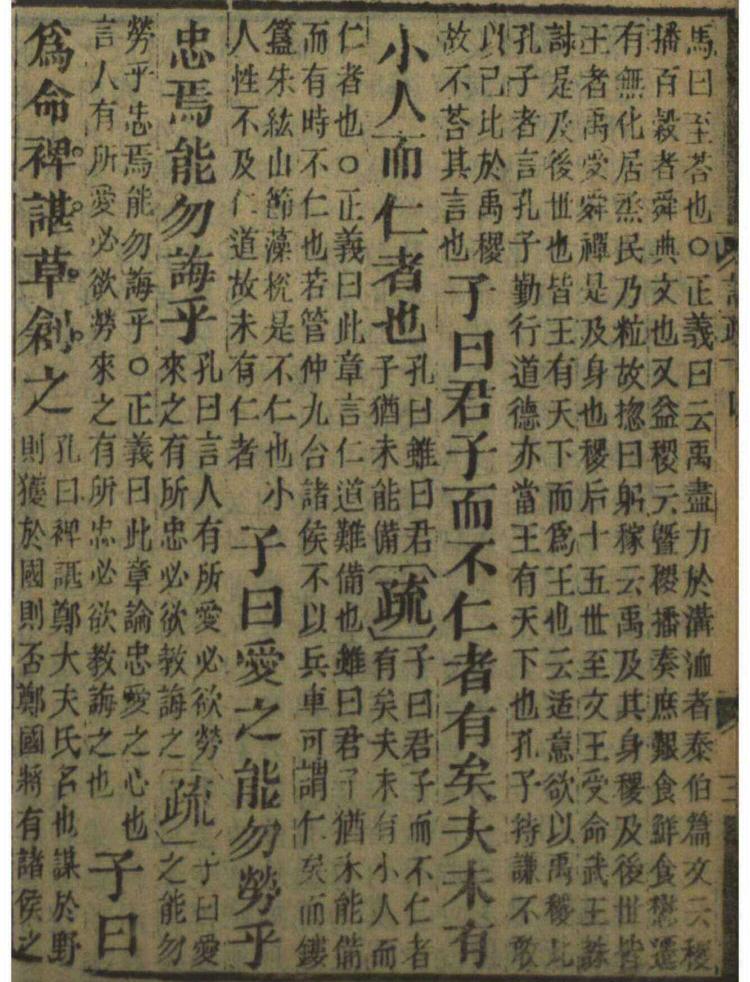 馬曰至荅也○正義曰云禹盡力於溝洫者泰伯篇文云稷
播百穀者舜典文也又益稷云曁稷播奏庶艱食鮮食懋遷
有無化居烝民乃粒故揔曰躬稼云禹及其身稷及後世皆
王者禹受舜禪是及身也稷后十五世至文王受命武王誅
紂是及後世也皆王有天下而爲王也云适意欲以禹稷比
孔子者言孔子勤行道德亦當王有天下也孔子持謙不敢
以己比於禹稷
故不荅其言也
子曰君子而不仁者有矣夫未有
小人而仁者也
孔曰雖曰君
子猶未能備
疏
子曰君子而不仁者
有矣夫未有小人而
仁者也○正義曰此章言仁道難備也雖曰君子猶未能備
而有時不仁也若管仲九合諸侯不以兵車可謂仁矣而鏤
簋朱紘山節藻梲是不仁也小
人性不及仁道故未有仁者
子曰愛之能勿勞乎
忠焉能勿誨乎
孔曰言人有所愛必欲勞
來之有所忠必欲教誨之
疏
子曰愛
之能勿
勞乎忠焉能勿誨乎○正義曰此章論忠愛之心也
言人有所愛必欲勞來之有所忠必欲教誨之也
子曰
爲命裨諶草創之
孔曰裨諶鄭大夫氏名也謀於野
則獲於國則否鄭國將有諸侯之